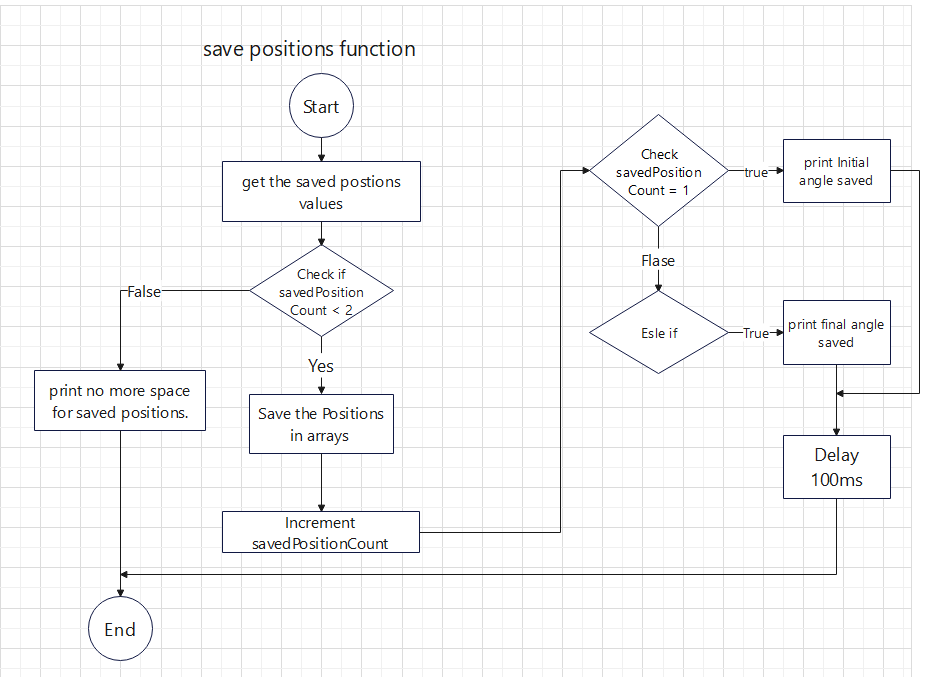 save positions function
Start
get the saved postions
values
Check if
savedPosition
Count < 2
False
print no more space
for saved positions.
Yes
Save the Positions
in arrays
Increment
savedPositionCount
Check
savedPosition
Count = 1
true
print Initial
angle saved
Flase
Esle if
True
print final angle
saved
Delay
100ms
End